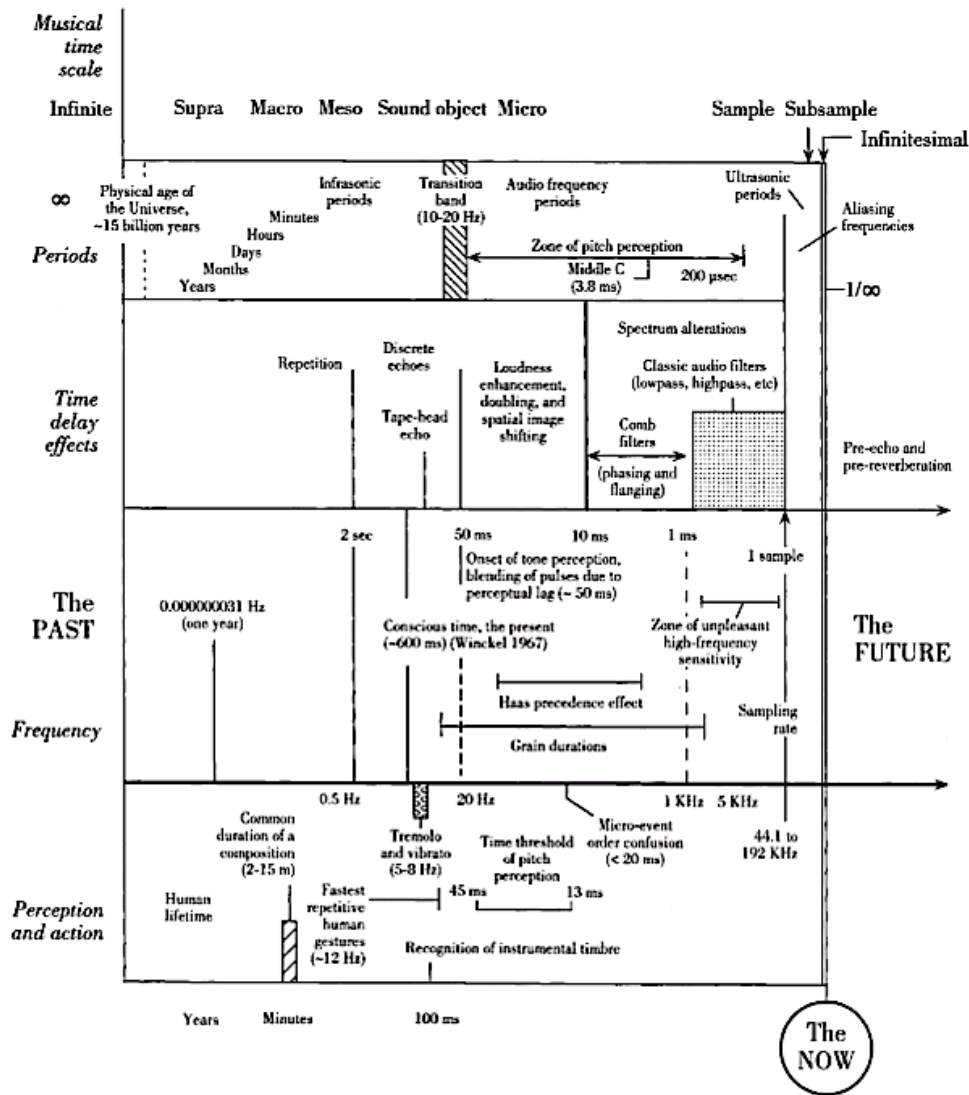 Musical
time
scale
Infinite
Supra
Macro
Meso
Sound object
Micro
Sample
Subsample
Infinitesimal
∞
Periods
Physical age of
the Universe,
~15 billion years
Years
Months
Days
Hours
Minutes
Infrasonic
periods
Transition
band
(10-20 Hz)
Audio frequency
periods
Zone of pitch perception
Middle C
(3.8 ms)
200 µsec
Ultrasonic
periods
Aliasing
frequencies
1/∞
Time
delay
effects
Repetition
Discrete
echoes
Tape-head
echo
Loudness
enhancement,
doubling, and
spatial image
shifting
Spectrum alterations
Classic audio filters
(lowpass, highpass, etc)
Comb
filters
(phasing and
flanging)
Pre-echo and
pre-reverberation
2 sec
50 ms
10 ms
1 ms
1 sample
The
PAST
0.000000031 Hz
(one year)
Onset of tone perception,
blending of pulses due to
perceptual lag (~ 50 ms)
Conscious time, the present
(~600 ms) (Winckel 1967)
Zone of unpleasant
high-frequency
sensitivity
The
FUTURE
Haas precedence effect
Grain durations
Sampling
rate
Frequency
0.5 Hz
20 Hz
1 KHz
5 KHz
44.1 to
192 KHz
Perception
and action
Human
lifetime
Common
duration of a
composition
(2-15 m)
Tremolo
and vibrato
(5-8 Hz)
Fastest
repetitive
human
gestures
(~12 Hz)
Time threshold
of pitch
perception
45 ms
13 ms
Micro-event
order confusion
(< 20 ms)
Recognition of instrumental timbre
Years
Minutes
100 ms
The
NOW